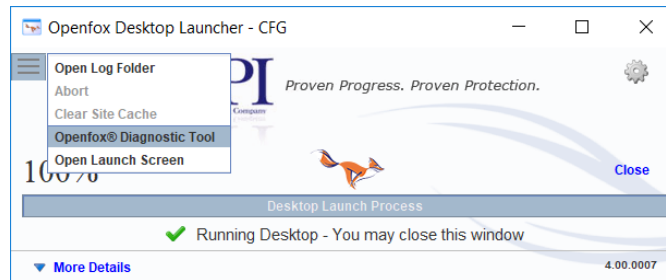 Openfox Desktop Launcher - CFG
Open Log Folder
Abort
Clear Site Cache
Openfox® Diagnostic Tool
Open Launch Screen
PI
Company
Proven Progress. Proven Protection.
100%
Close
Desktop Launch Process
Running Desktop - You may close this window
More Details
4.00.0007